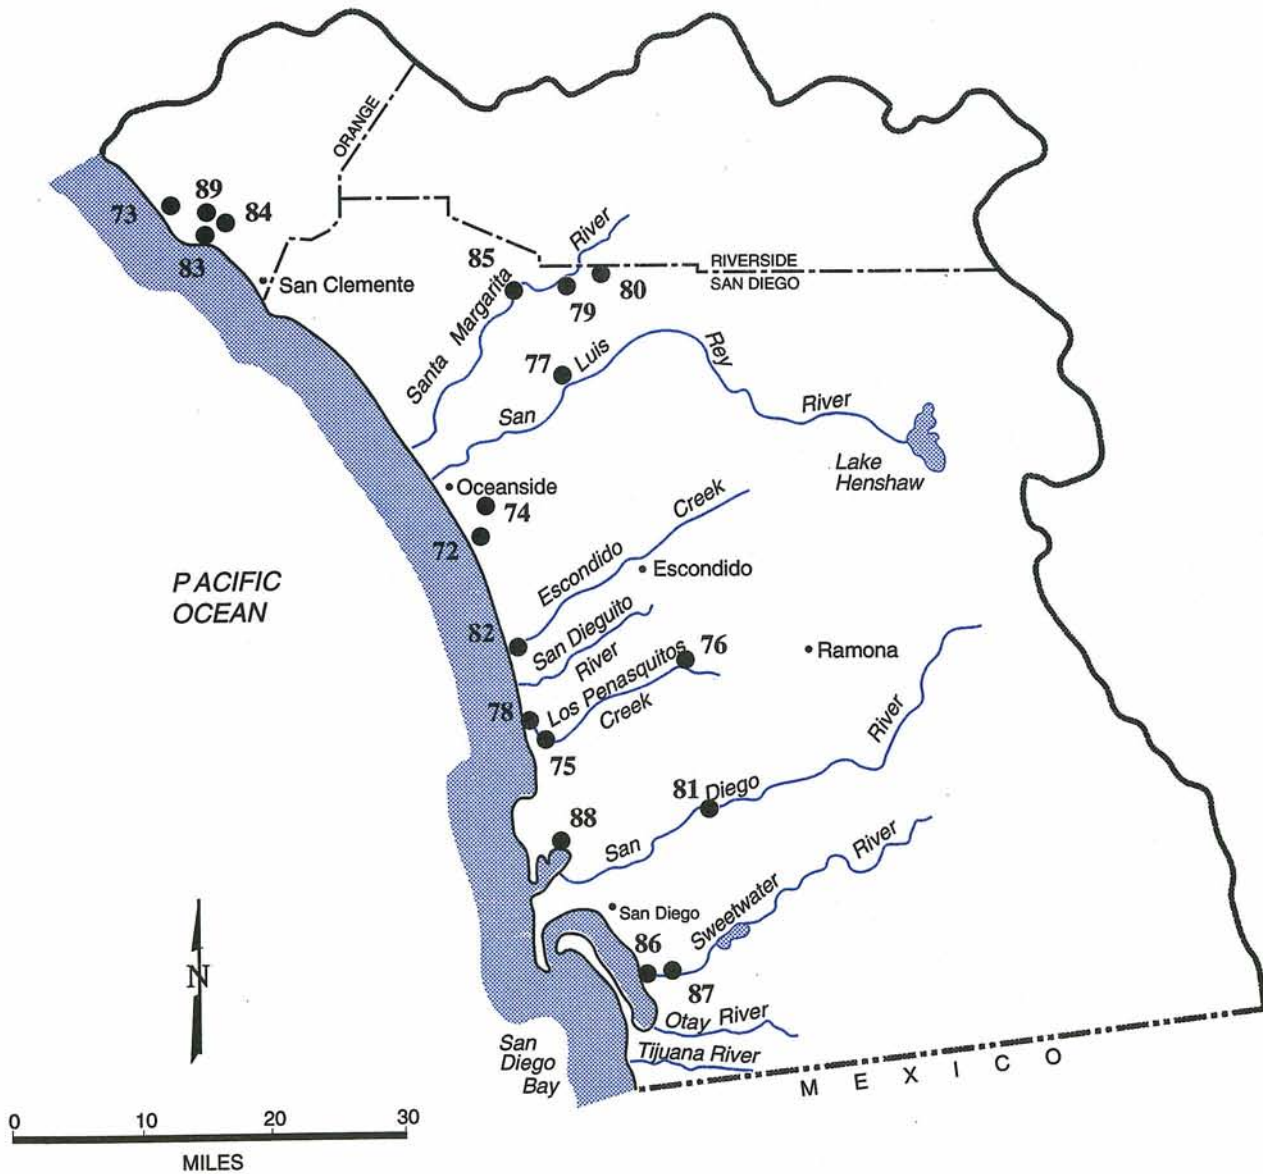 ORANGE
89
73
84
83
San Clemente
85
River
RIVERSIDE
SAN DIEGO
80
79
Santa Margarita
77
Luis
Rey
San
River
Lake
Henshaw
Oceanside
74
72
Creek
Escondido
Escondido
PACIFIC
OCEAN
82
San Dieguito
River
76
Ramona
Los Penasquitos
Creek
78
75
River
81
Diego
88
San
River
Sweetwater
San Diego
86
87
N
Otay River
San
Diego
Bay
Tijuana River
MEXICO
0 10 20 30
MILES